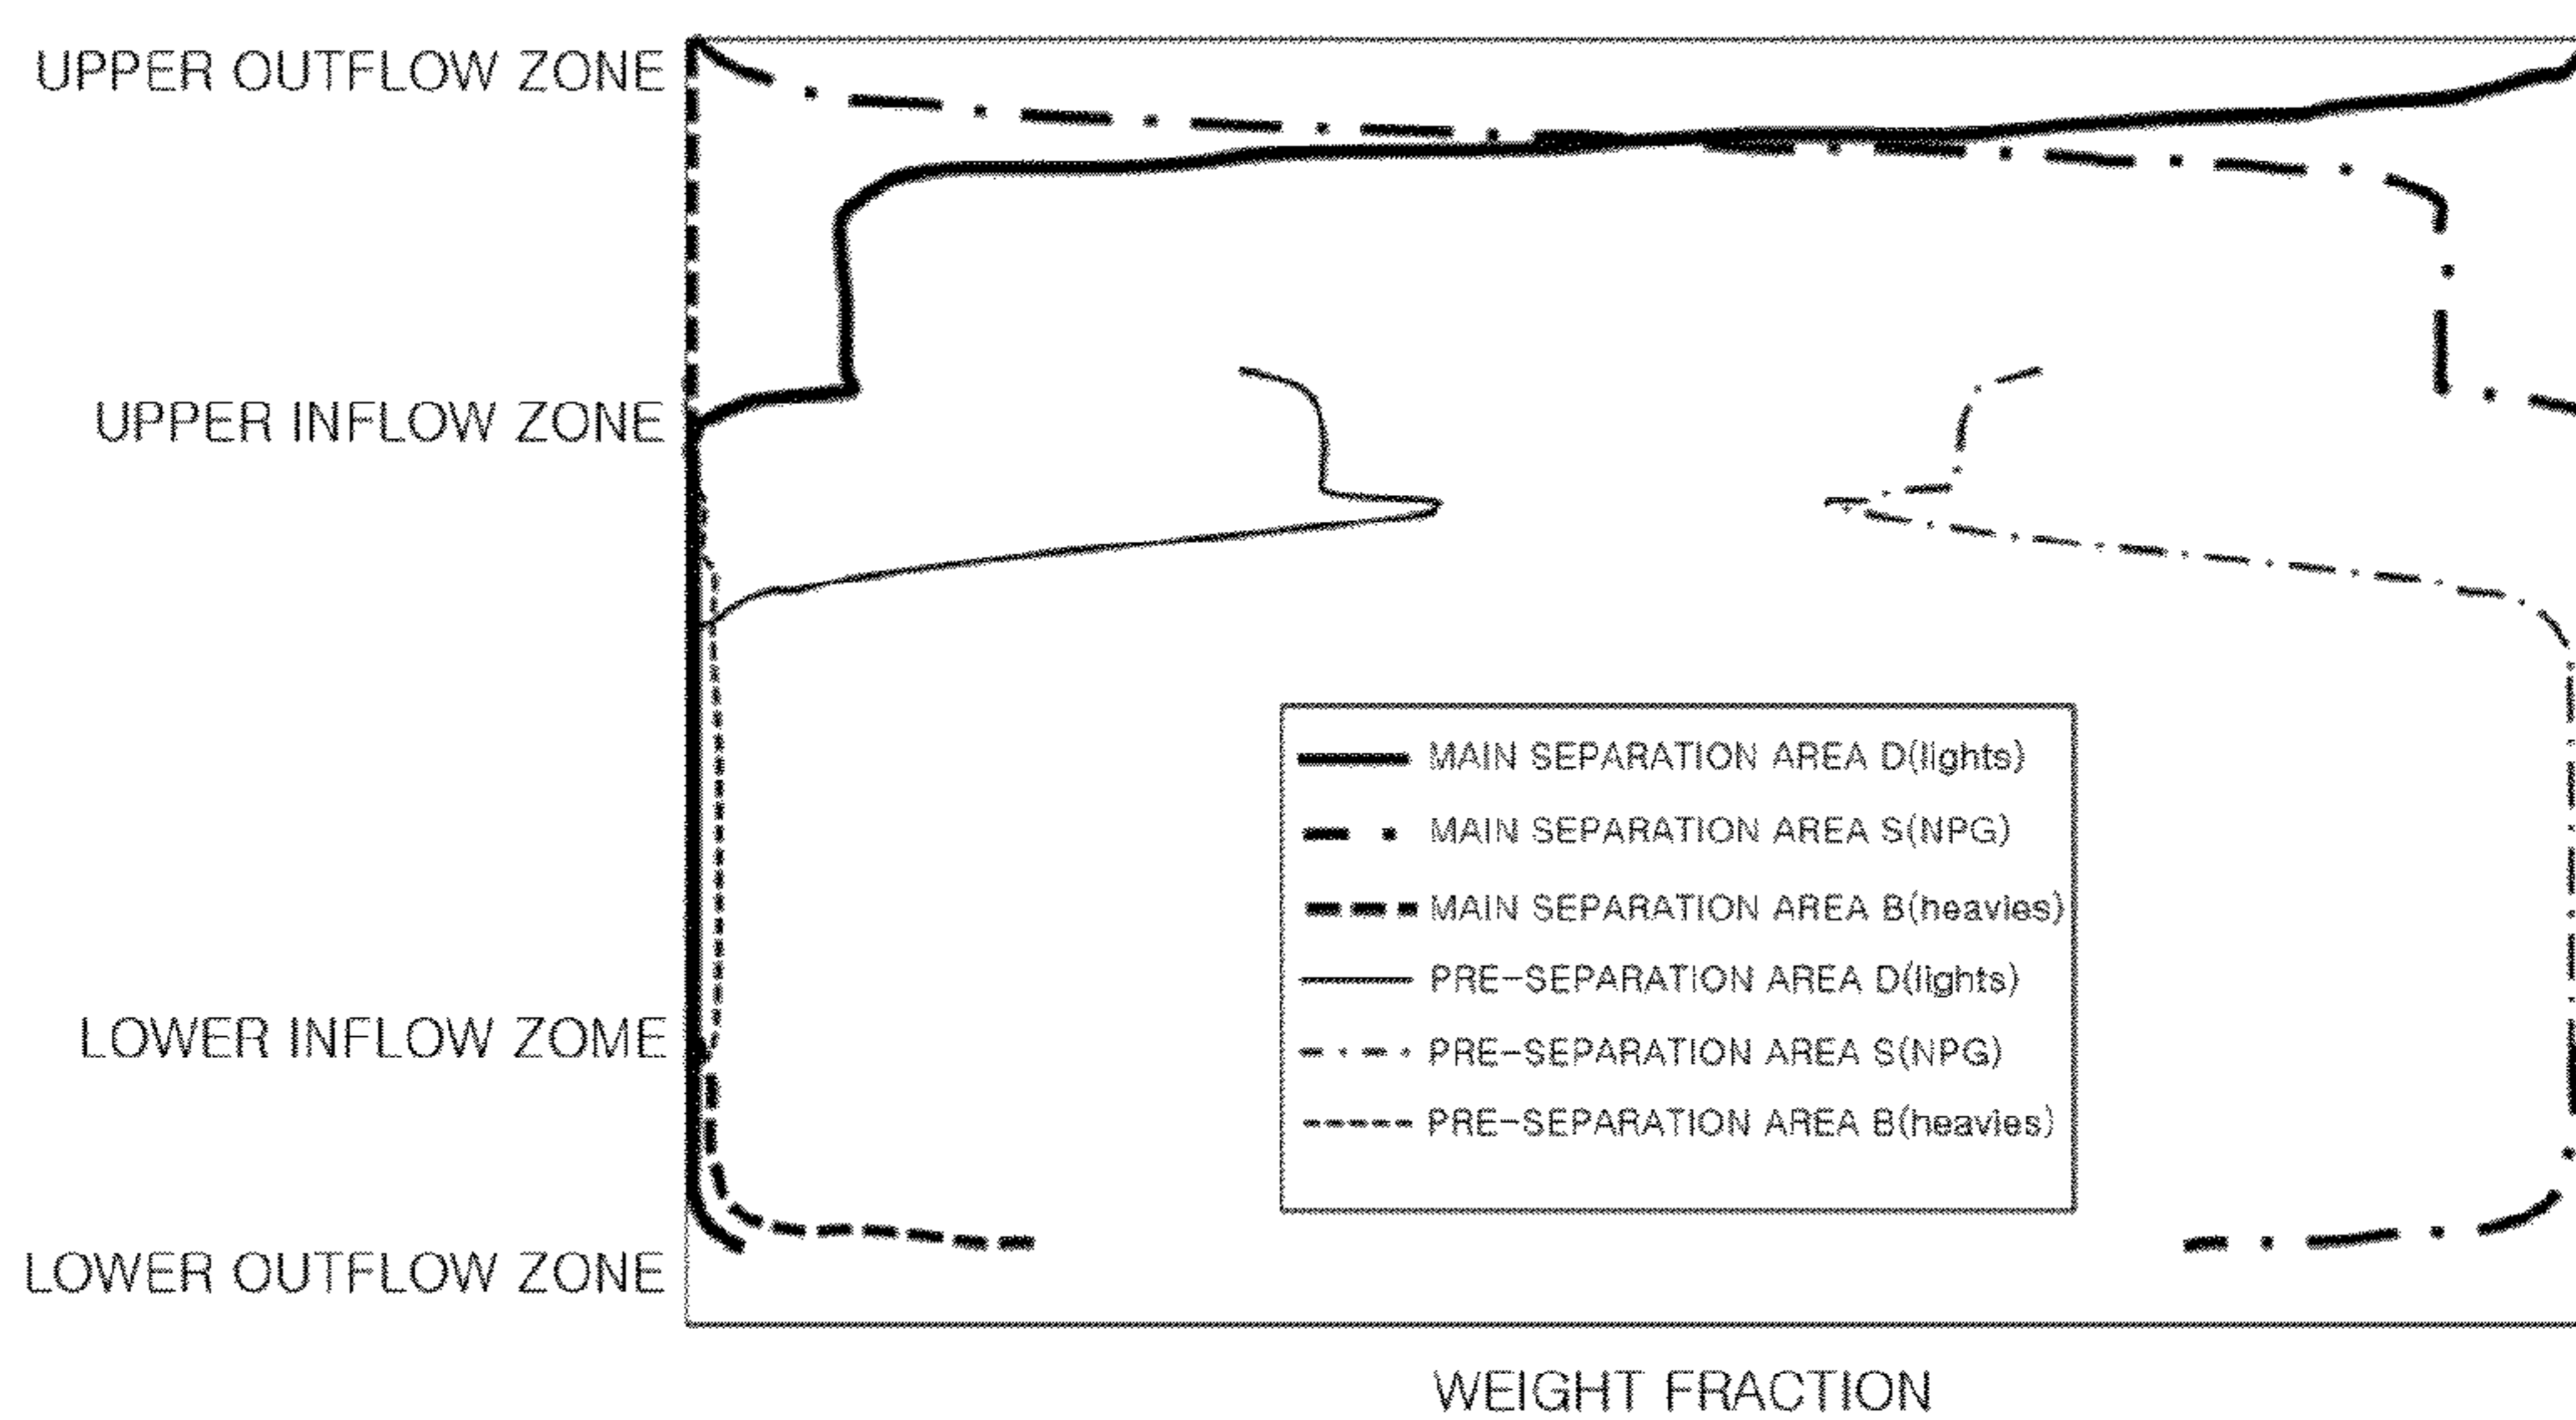 UPPER OUTFLOW ZONE
UPPER INFLOW ZONE
LOWER INFLOW ZOME
LOWER OUTFLOW ZONE
MAIN SEPARATION AREA D(lights)
MAIN SEPARATION AREA S(NPG)
MAIN SEPARATION AREA B(heavies)
PRE-SEPARATION AREA D(lights)
PRE-SEPARATION AREA S(NPG)
PRE-SEPARATION AREA B(heavies)
WEIGHT FRACTION